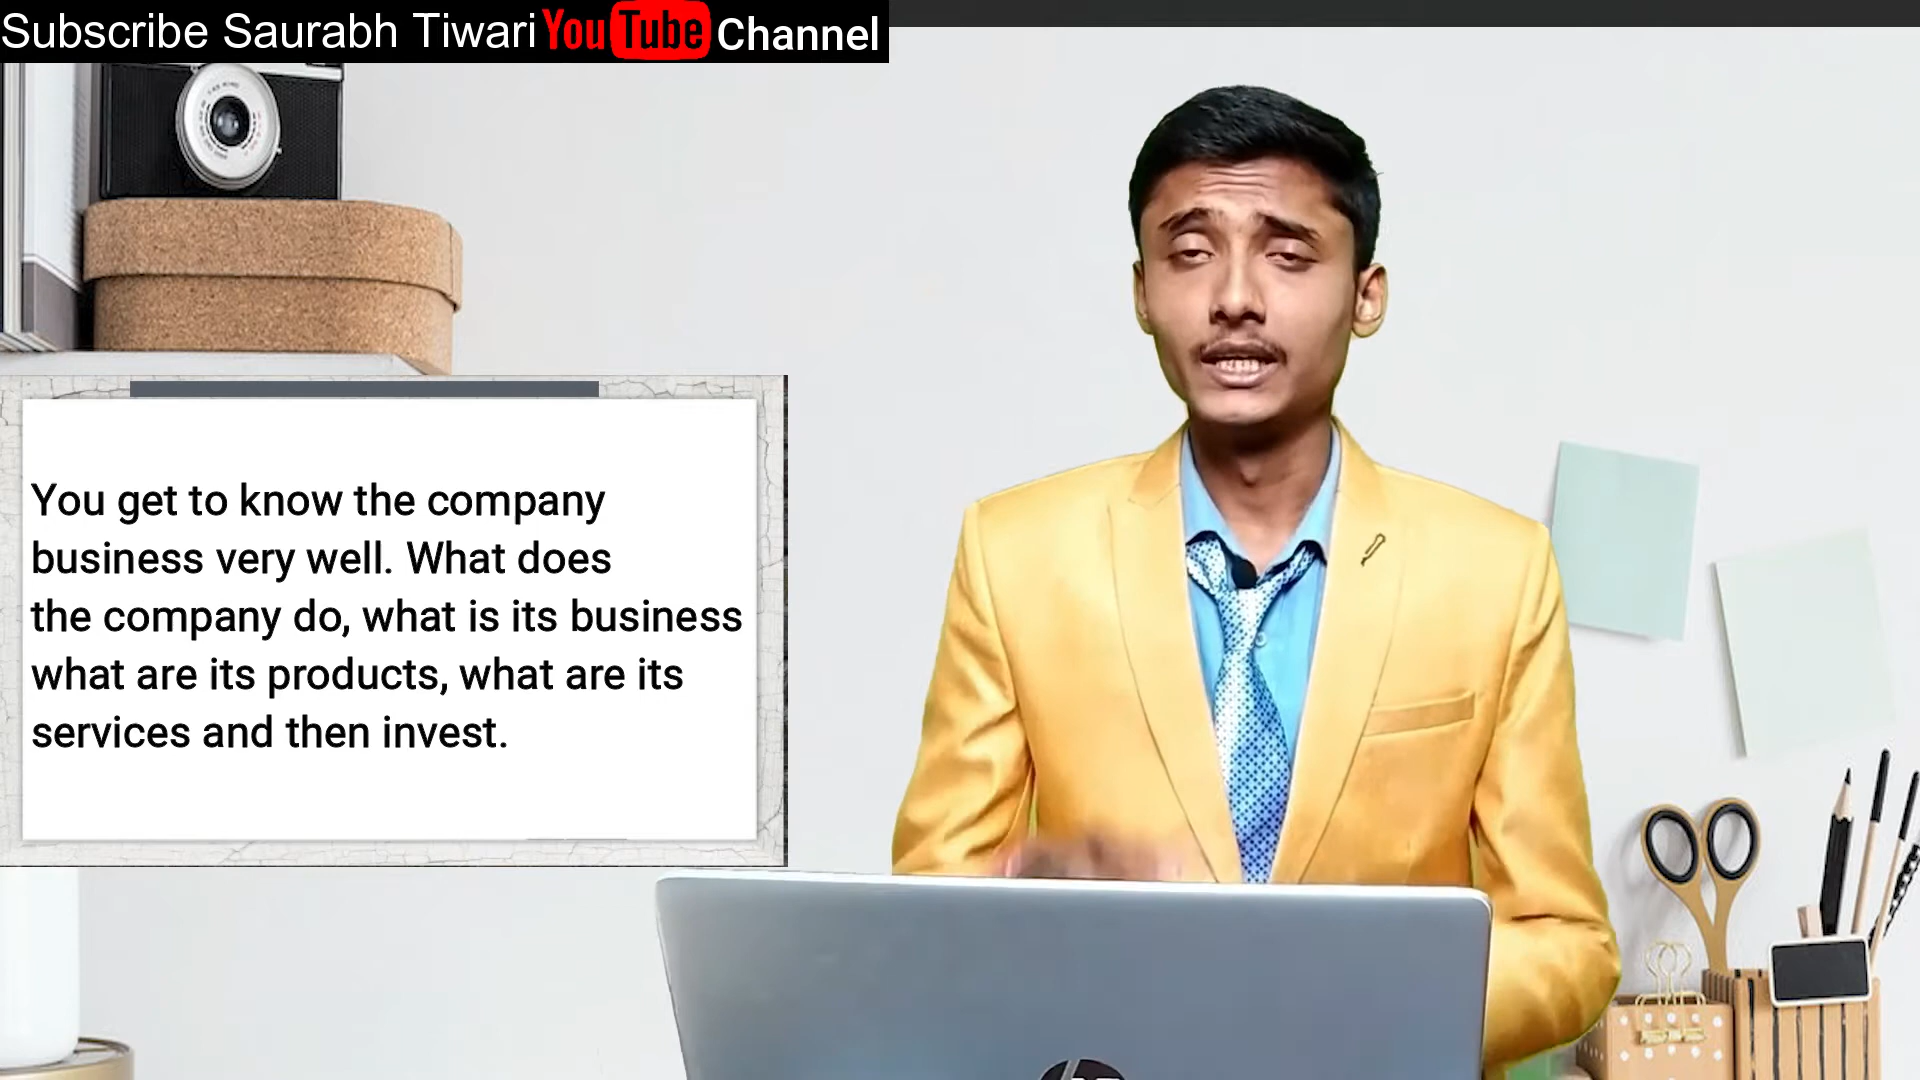 Subscribe Saurabh Tiwari YouTube Channel
You get to know the company
business very well. What does
the company do, what is its business
what are its products, what are its
services and then invest.